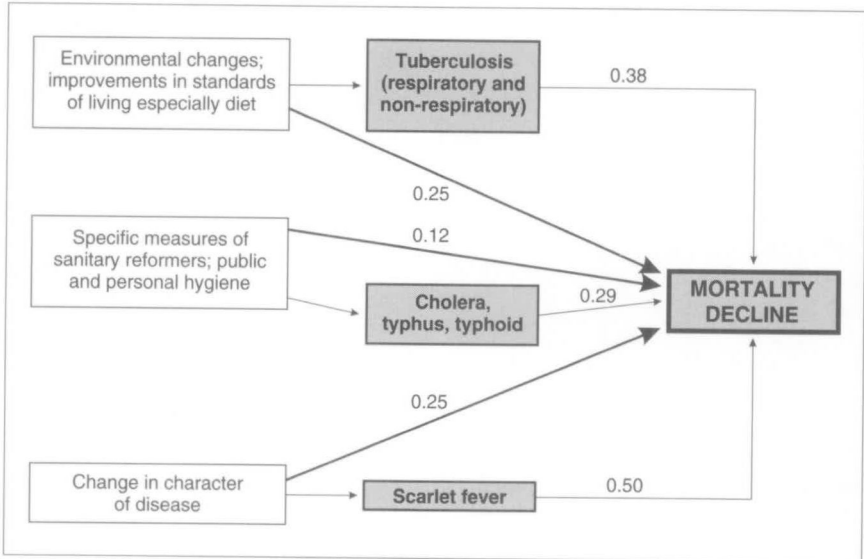 Environmental changes;
improvements in standards
of living especially diet
Tuberculosis
(respiratory and
non-respiratory)
0.38
0.25
Specific measures of
sanitary reformers; public
and personal hygiene
0.12
Cholera,
typhus, typhoid
0.29
MORTALITY
DECLINE
0.25
Change in character
of disease
Scarlet fever
0.50